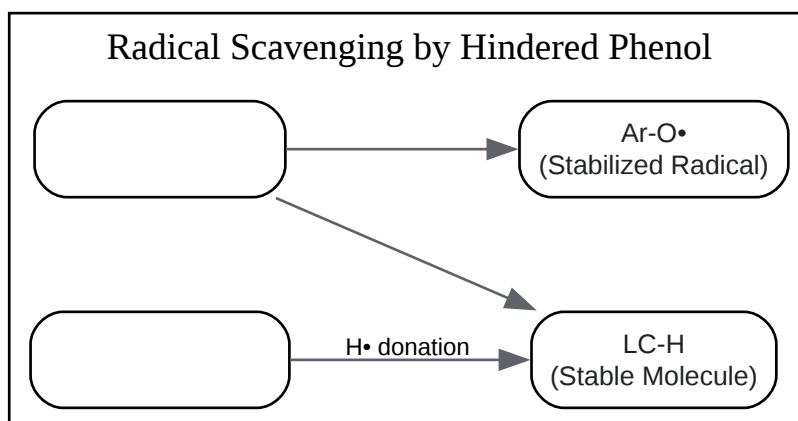 Radical Scavenging by Hindered Phenol
Ar-O•
(Stabilized Radical)
H• donation
LC-H
(Stable Molecule)